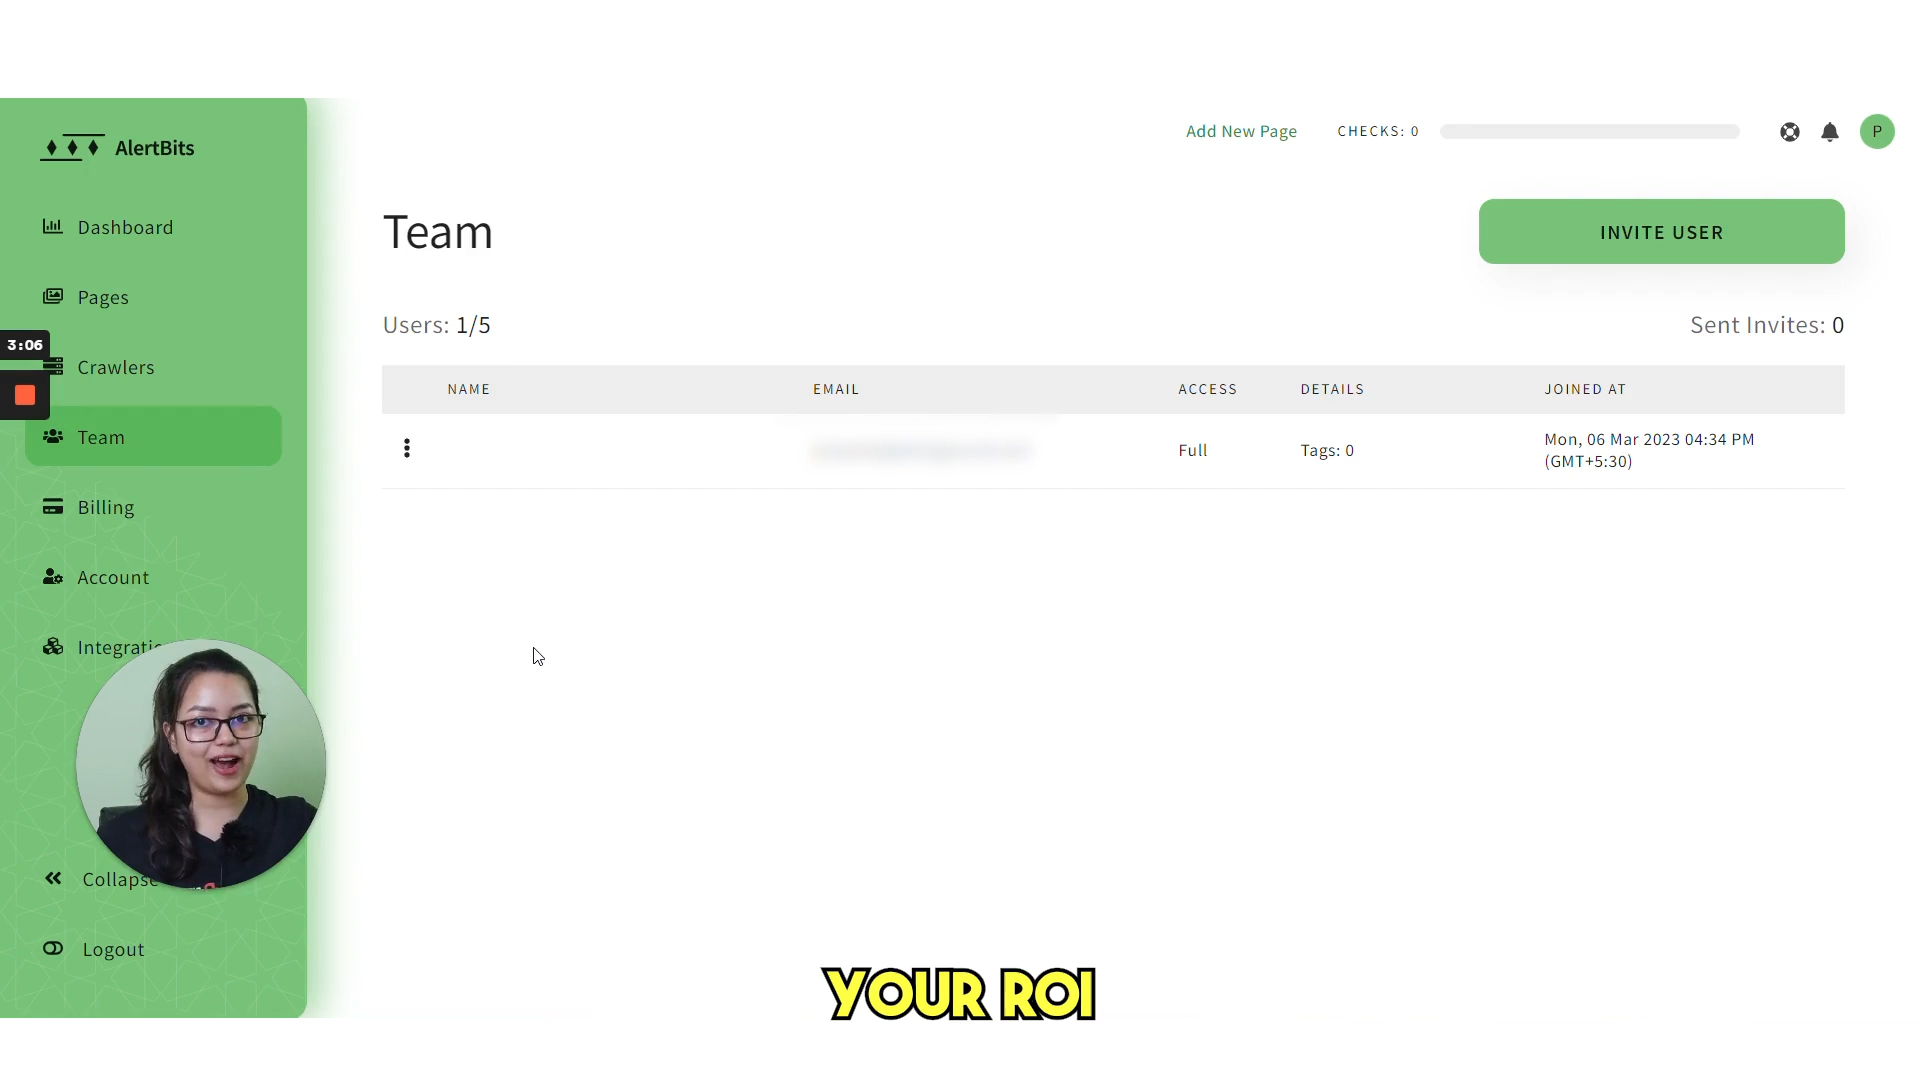 AlertBits
Add New Page
CHECKS: 0
P
Dashboard
Pages
3:06
Crawlers
Team
Billing
Account
Collapse
Logout
Team
INVITE USER
Users: 1/5
Sent Invites: 0
NAME EMAIL ACCESS DETAILS JOINED AT
Full Tags: 0 Mon, 06 Mar 2023 04:34 PM
(GMT+5:30)
YOUR ROI